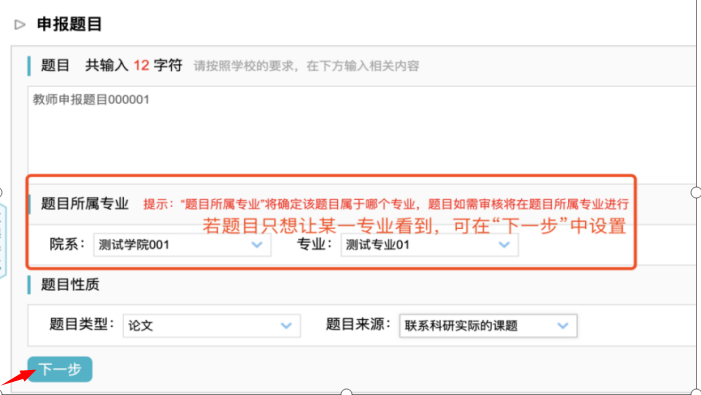 申报题目
题目 共输入 12 字符 请按照学校的要求，在下方输入相关内容
教师申报题目000001
题目所属专业 提示：“题目所属专业”将确定该题目属于哪个专业，题目如需审核将在题目所属专业进行
若题目只想让某一专业看到，可在“下一步”中设置
院系： 测试学院001 专业： 测试专业01
题目性质
题目类型： 论文 题目来源： 联系科研实际的课题
下一步